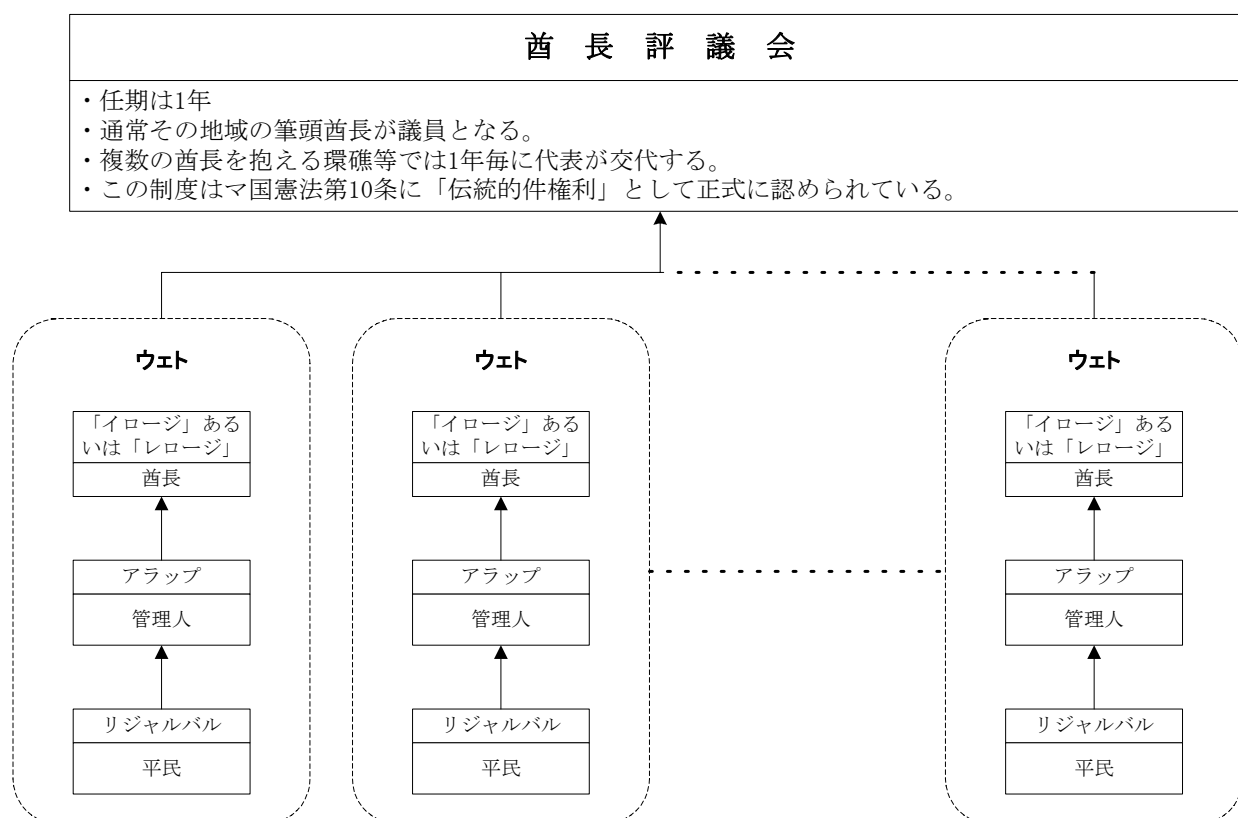 酋 長 評 議 会
・任期は1年
・通常その地域の筆頭酋長が議員となる。
・複数の酋長を抱える環礁等では1年毎に代表が交代する。
・この制度はマ国憲法第10条に「伝統的件権利」として正式に認められている。
ウェト
「イロージ」ある
いは「レロージ」
酋長
アラップ
管理人
リジャルバル
平民
ウェト
「イロージ」ある
いは「レロージ」
酋長
アラップ
管理人
リジャルバル
平民
ウェト
「イロージ」ある
いは「レロージ」
酋長
アラップ
管理人
リジャルバル
平民